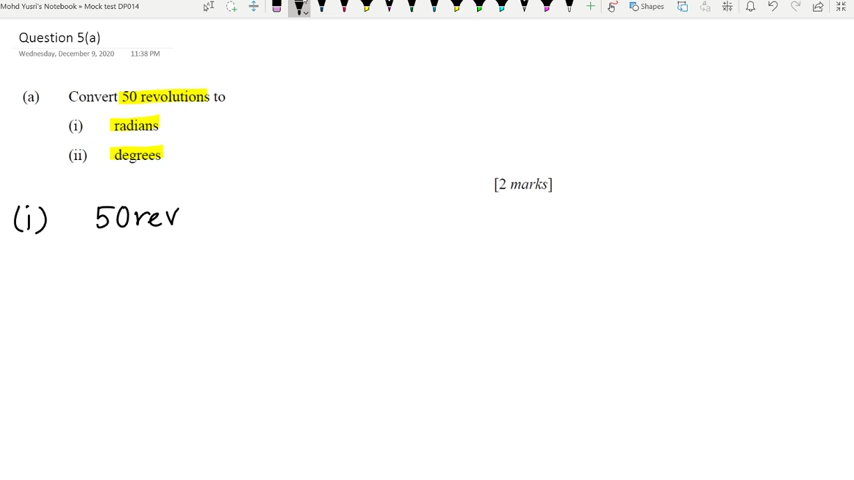 Mohd Yusri's Notebook » Mock test DP014
Shapes
Question 5(a)
Wednesday, December 9, 2020 11:38 PM
(a) Convert 50 revolutions to
(i) radians
(ii) degrees
[2 marks]
(i) 50rev